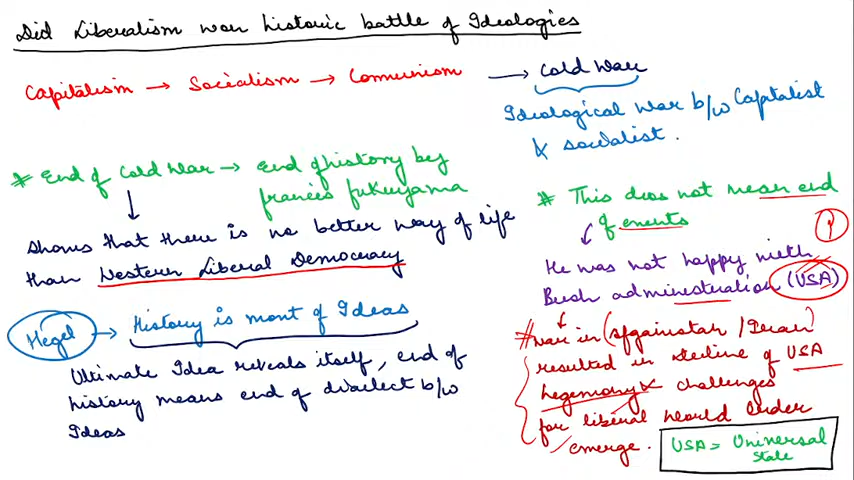 Did Liberalism won historic battle of Ideologies
Capitalism → Socialism → Communism → Cold War
Ideological war b/w Capitalist
& socialist.
* End of Cold War → End of history by
francis fukuyama
shows that there is no better way of life
than Western Liberal Democracy
Hegel → History is mont of Ideas
Ultimate Idea reveals itself, end of
history means end of dialect b/w
Ideas
# This does not mean end
of events
He was not happy with
Bush administration (USA)
* War in (Afganistan / Iran)
resulted in decline of USA
hegemony & challenges
for liberal world order
emerge.
USA = Universal
State